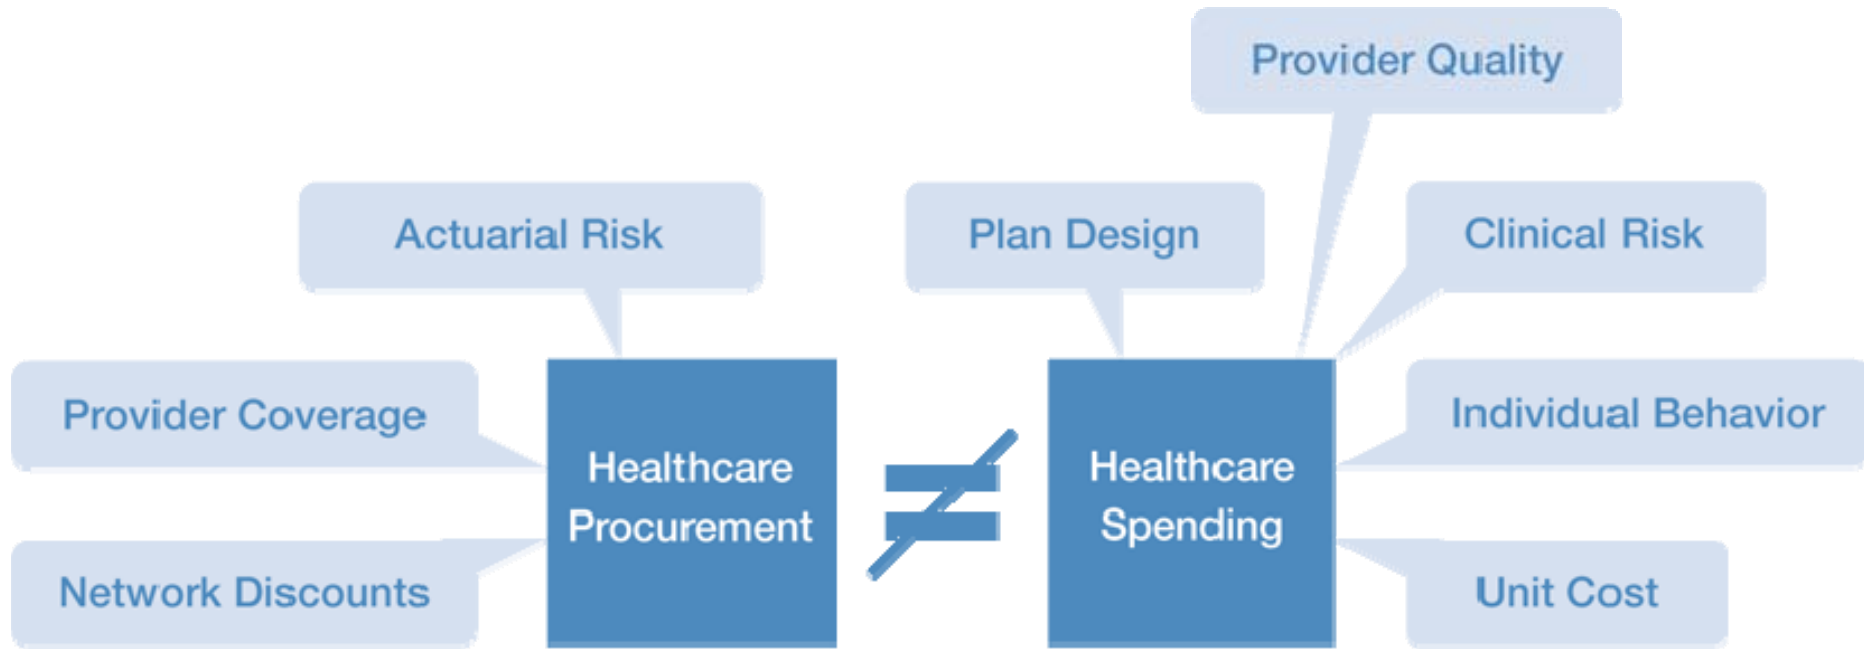 Provider Quality
Actuarial Risk
Plan Design
Clinical Risk
Provider Coverage
Individual Behavior
Healthcare
Procurement
≠
Healthcare
Spending
Network Discounts
Unit Cost